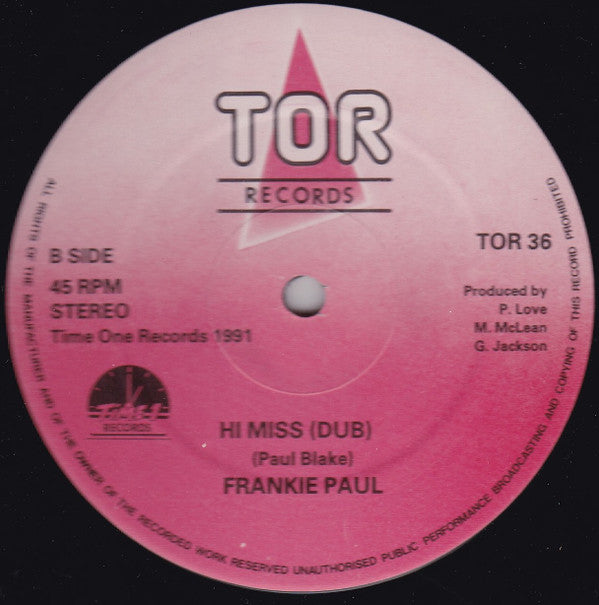 TOR
RECORDS
B SIDE
45 RPM
STEREO
Time One Records 1991
TOR 36
Produced by
P. Love
M. McLean
G. Jackson
TIME 1
RECORDS
HI MISS (DUB)
(Paul Blake)
FRANKIE PAUL
ALL RIGHTS OF THE MANUFACTURER AND OF THE OWNER OF THE RECORDED WORK RESERVED UNAUTHORISED PUBLIC PERFORMANCE BROADCASTING AND COPYING OF THIS RECORD PROHIBITED